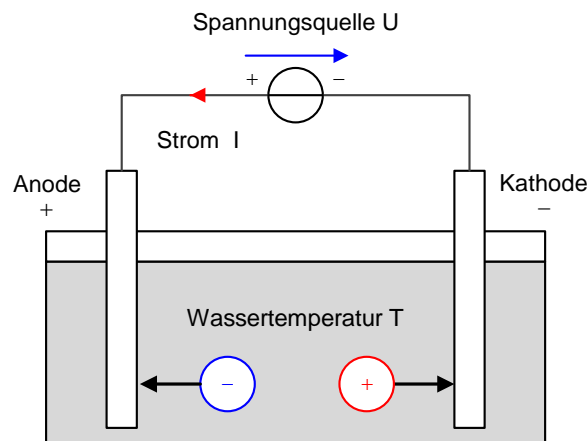 Spannungsquelle U
+ −
Strom I
Anode
+
Kathode
−
Wassertemperatur T
− +